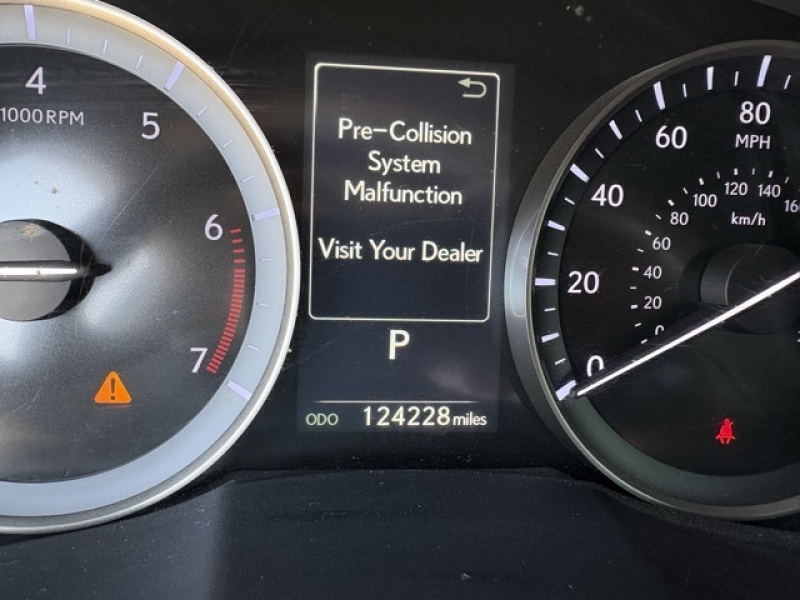 4
1000RPM
5
6
7
Pre-Collision
System
Malfunction
Visit Your Dealer
P
ODO 124228 miles
80
MPH
60
40
20
0
120
140
100
80
km/h
60
40
20
0